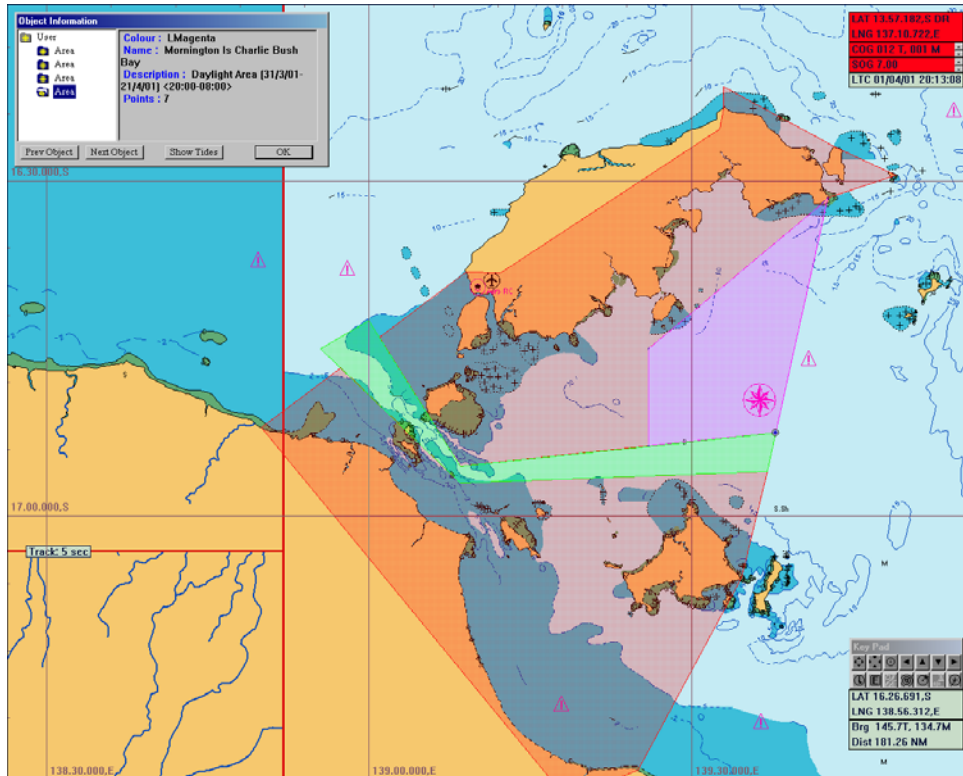 Object Information
User
Area
Area
Area
Area
Colour : LMagenta
Name : Mornington Is Charlie Bush
Bay
Description : Daylight Area (31/3/01-
21/4/01) <20:00-08:00>
Points : 7
Prev Object
Next Object
Show Tides
OK
LAT 13.57.182,S DR
LNG 137.10.722,E
COG 012 T, 001 M
SOG 7.00
LTC 01/04/01 20:13:08
16.30.000,S
17.00.000,S
S.Sh
Track: 5 sec
M
Key Pad
LAT 16.26.691,S
LNG 138.56.312,E
Brg 145.7T, 134.7M
Dist 181.26 NM
M
138.30.000,E
139.00.000,E
139.30.000,E